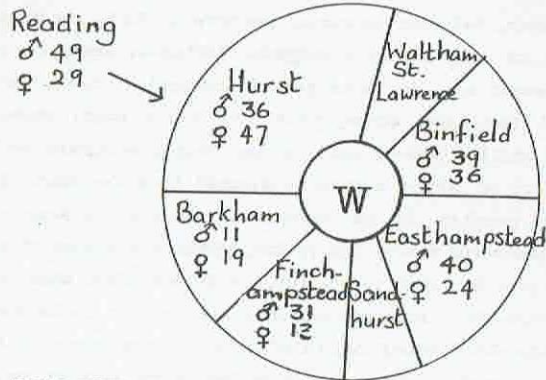 Reading
♂ 49
♀ 29
Hurst
♂ 36
♀ 47
Waltham
St.
Lawrence
Binfield
♂ 39
♀ 36
W
Barkham
♂ 11
♀ 19
Easthampstead
♂ 40
♀ 24
Finch-
ampstead
♂ 31
♀ 12
Sand-
hurst